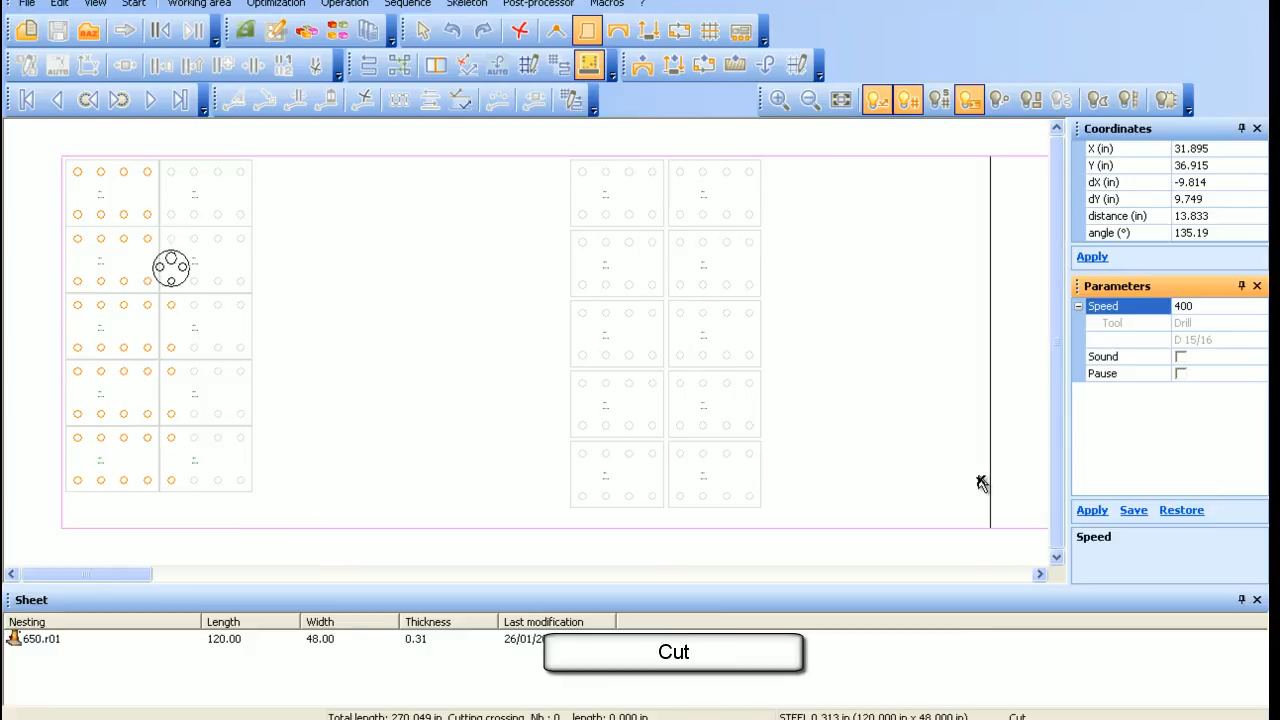 File Edit View Start Working area Optimization Operation Sequence Skeleton Post-processor Macros ?
RAZ
AUTO AUTO
Coordinates
X (in) 31.895
Y (in) 36.915
dX (in) -9.814
dY (in) 9.749
distance (in) 13.833
angle (°) 135.19
Apply
Parameters
Speed 400
Tool Drill
D 15/16
Sound
Pause
Apply Save Restore
Speed
Sheet
Nesting Length Width Thickness Last modification
650.r01 120.00 48.00 0.31 26/01/20
Cut
Total length: 270.049 in Cutting crossing, Nb : 0 length: 0.000 in STEEL 0.313 in (120.000 in x 48.000 in) Cut